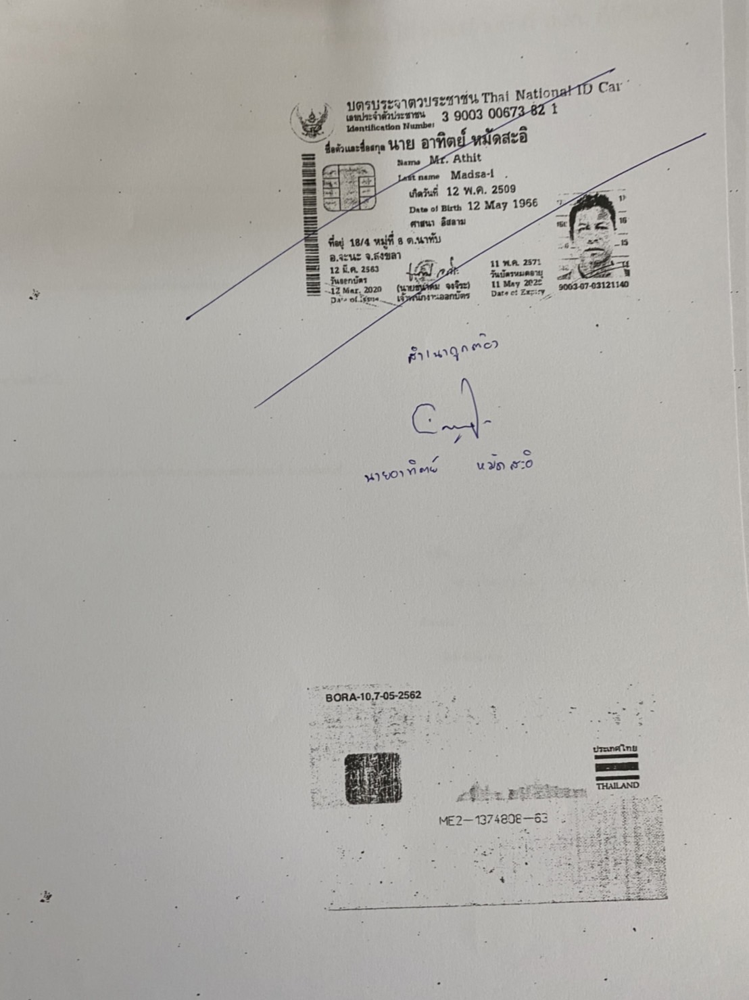 บัตรประจำตัวประชาชน Thai National ID Car
เลขประจำตัวประชาชน 3 9003 00673 82 1
Identification Number
ชื่อตัวและชื่อสกุล นาย อาทิตย์ หมัดสะอิ
Name Mr. Athit
Last name Madsa-i
เกิดวันที่ 12 พ.ค. 2509
Date of Birth 12 May 1966
ศาสนา อิสลาม
ที่อยู่ 18/4 หมู่ที่ 8 ต.นาทับ
อ.จะนะ จ.สงขลา
12 มี.ค. 2563
วันออกบัตร
12 Mar. 2020
Date of Issue
จงจิระ)
เจ้าพนักงานออกบัตร
11 พ.ค. 2571
วันบัตรหมดอายุ
11 May
Date of Expiry
9003-07-03121140
สำเนาถูกต้อง
นายอาทิตย์ หมัดสะอิ
BORA-10.7-05-2562
ประเทศไทย
THAILAND
ME2-1374808-63